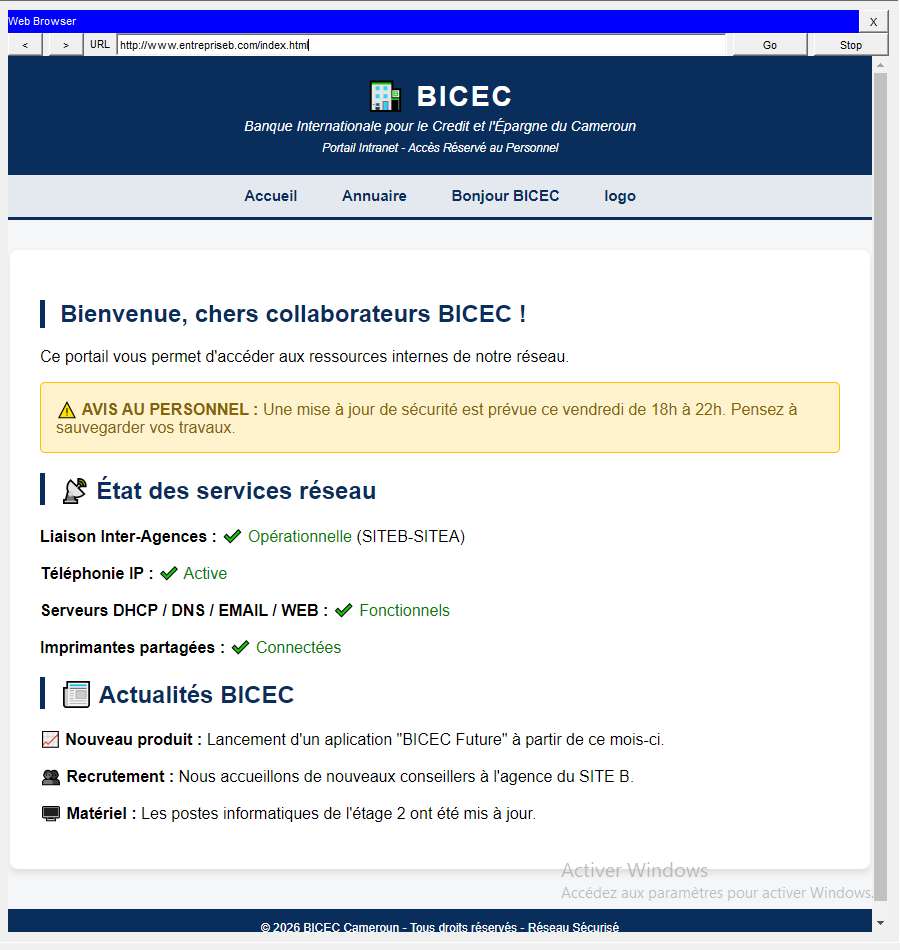 Web Browser
X
<
>
URL
http://www.entrepriseb.com/index.html
Go
Stop
BICEC
Banque Internationale pour le Credit et l'Épargne du Cameroun
Portail Intranet - Accès Réservé au Personnel
Accueil
Annuaire
Bonjour BICEC
logo
Bienvenue, chers collaborateurs BICEC !
Ce portail vous permet d'accéder aux ressources internes de notre réseau.
AVIS AU PERSONNEL : Une mise à jour de sécurité est prévue ce vendredi de 18h à 22h. Pensez à
sauvegarder vos travaux.
État des services réseau
Liaison Inter-Agences : ✔ Opérationnelle (SITEB-SITEA)
Téléphonie IP : ✔ Active
Serveurs DHCP / DNS / EMAIL / WEB : ✔ Fonctionnels
Imprimantes partagées : ✔ Connectées
Actualités BICEC
Nouveau produit : Lancement d'un aplication "BICEC Future" à partir de ce mois-ci.
Recrutement : Nous accueillons de nouveaux conseillers à l'agence du SITE B.
Matériel : Les postes informatiques de l'étage 2 ont été mis à jour.
Activer Windows
Accédez aux paramètres pour activer Windows.
© 2026 BICEC Cameroun - Tous droits réservés - Réseau Sécurisé